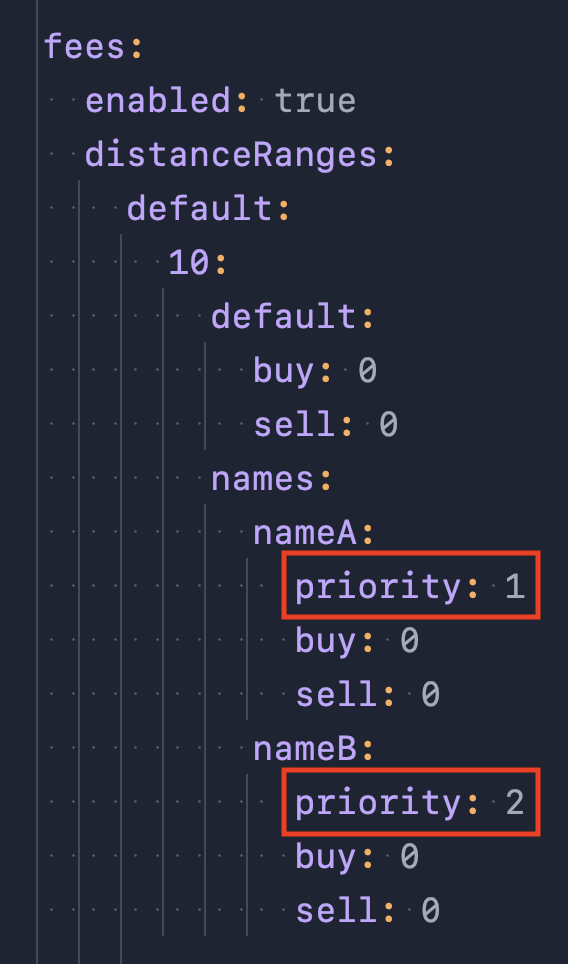 fees:
  enabled: true
  distanceRanges:
    default:
      10:
        default:
          buy: 0
          sell: 0
        names:
          nameA:
            priority: 1
            buy: 0
            sell: 0
          nameB:
            priority: 2
            buy: 0
            sell: 0